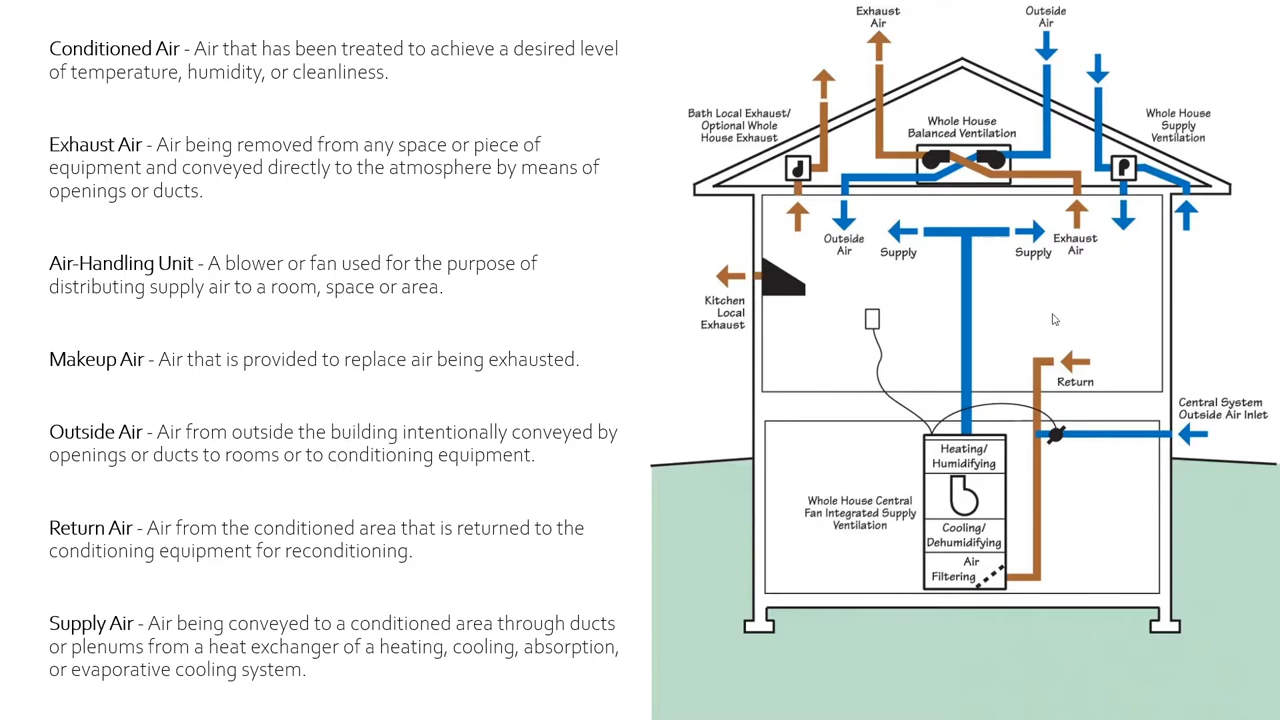 Conditioned Air - Air that has been treated to achieve a desired level
of temperature, humidity, or cleanliness.
Exhaust Air - Air being removed from any space or piece of
equipment and conveyed directly to the atmosphere by means of
openings or ducts.
Air-Handling Unit - A blower or fan used for the purpose of
distributing supply air to a room, space or area.
Makeup Air - Air that is provided to replace air being exhausted.
Outside Air - Air from outside the building intentionally conveyed by
openings or ducts to rooms or to conditioning equipment.
Return Air - Air from the conditioned area that is returned to the
conditioning equipment for reconditioning.
Supply Air - Air being conveyed to a conditioned area through ducts
or plenums from a heat exchanger of a heating, cooling, absorption,
or evaporative cooling system.
Exhaust
Air
Outside
Air
Bath Local Exhaust/
Optional Whole
House Exhaust
Whole House
Balanced Ventilation
Whole House
Supply
Ventilation
Outside
Air
Supply
Supply
Exhaust
Air
Kitchen
Local
Exhaust
Return
Central System
Outside Air Inlet
Whole House Central
Fan Integrated Supply
Ventilation
Heating/
Humidifying
Cooling/
Dehumidifying
Air
Filtering